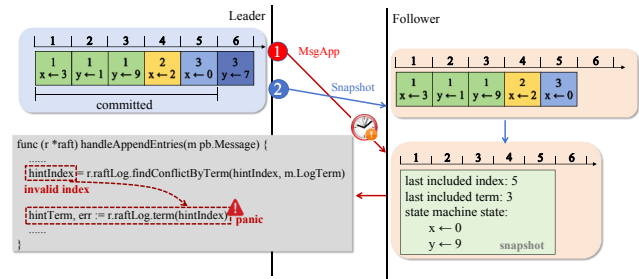 Leader
Follower
1 2 3 4 5 6
1 1 1 2 3 3
x ← 3 y ← 1 y ← 9 x ← 2 x ← 0 y ← 7
committed
1
MsgApp
2
Snapshot
1 2 3 4 5 6
1 1 1 2 3
x ← 3 y ← 1 y ← 9 x ← 2 x ← 0
func (r *raft) handleAppendEntries(m pb.Message) {
......
hintIndex = r.raftLog.findConflictByTerm(hintIndex, m.LogTerm)
invalid index
hintTerm, err := r.raftLog.term(hintIndex)
panic
......
}
1 2 3 4 5 6
last included index: 5
last included term: 3
state machine state:
x ← 0
y ← 9
snapshot